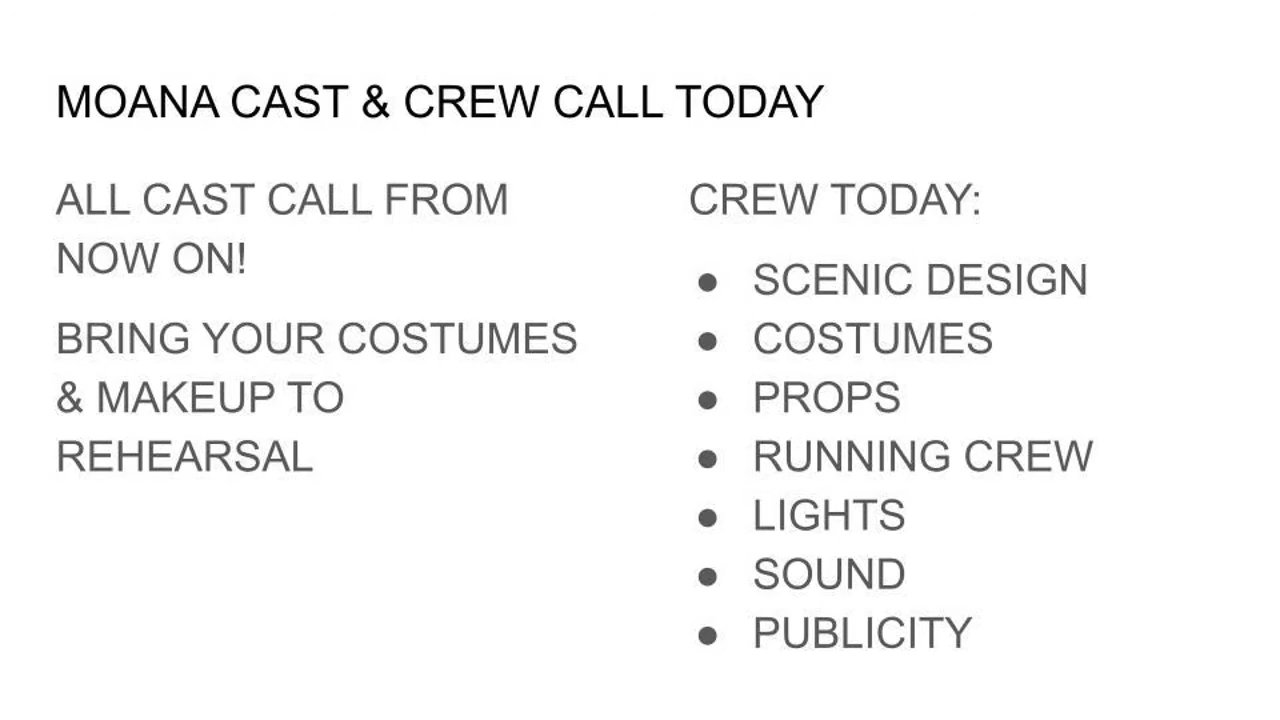 MOANA CAST & CREW CALL TODAY
ALL CAST CALL FROM
NOW ON!
BRING YOUR COSTUMES
& MAKEUP TO
REHEARSAL
CREW TODAY:
● SCENIC DESIGN
● COSTUMES
● PROPS
● RUNNING CREW
● LIGHTS
● SOUND
● PUBLICITY